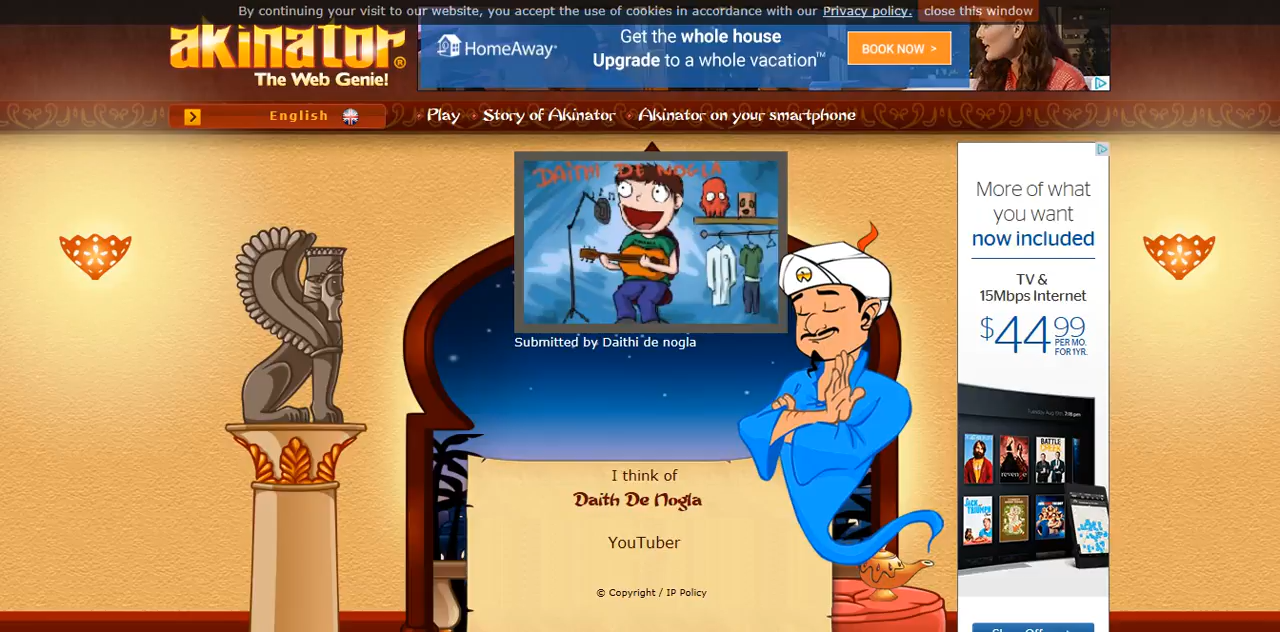 By continuing your visit to our website, you accept the use of cookies in accordance with our Privacy policy. close this window
akinator®
The Web Genie!
HomeAway
Get the whole house
Upgrade to a whole vacation™
BOOK NOW >
English
Play
Story of Akinator
Akinator on your smartphone
DAITHI DE NOGLA
Submitted by Daithi de nogla
I think of
Daith De Nogla
YouTuber
© Copyright / IP Policy
More of what
you want
now included
TV &
15Mbps Internet
$44 99
PER MO.
FOR 1YR.
revenge
BATTLE
CREEK